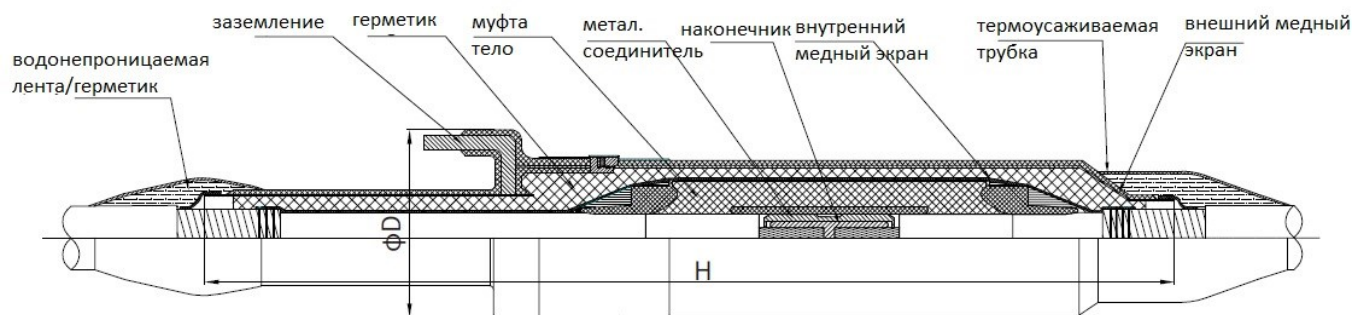 заземление
герметик
муфта
тело
метал.
соединитель
наконечник
внутренний
медный экран
термоусаживаемая
трубка
внешний медный
экран
водонепроницаемая
лента/герметик
ϕD
H